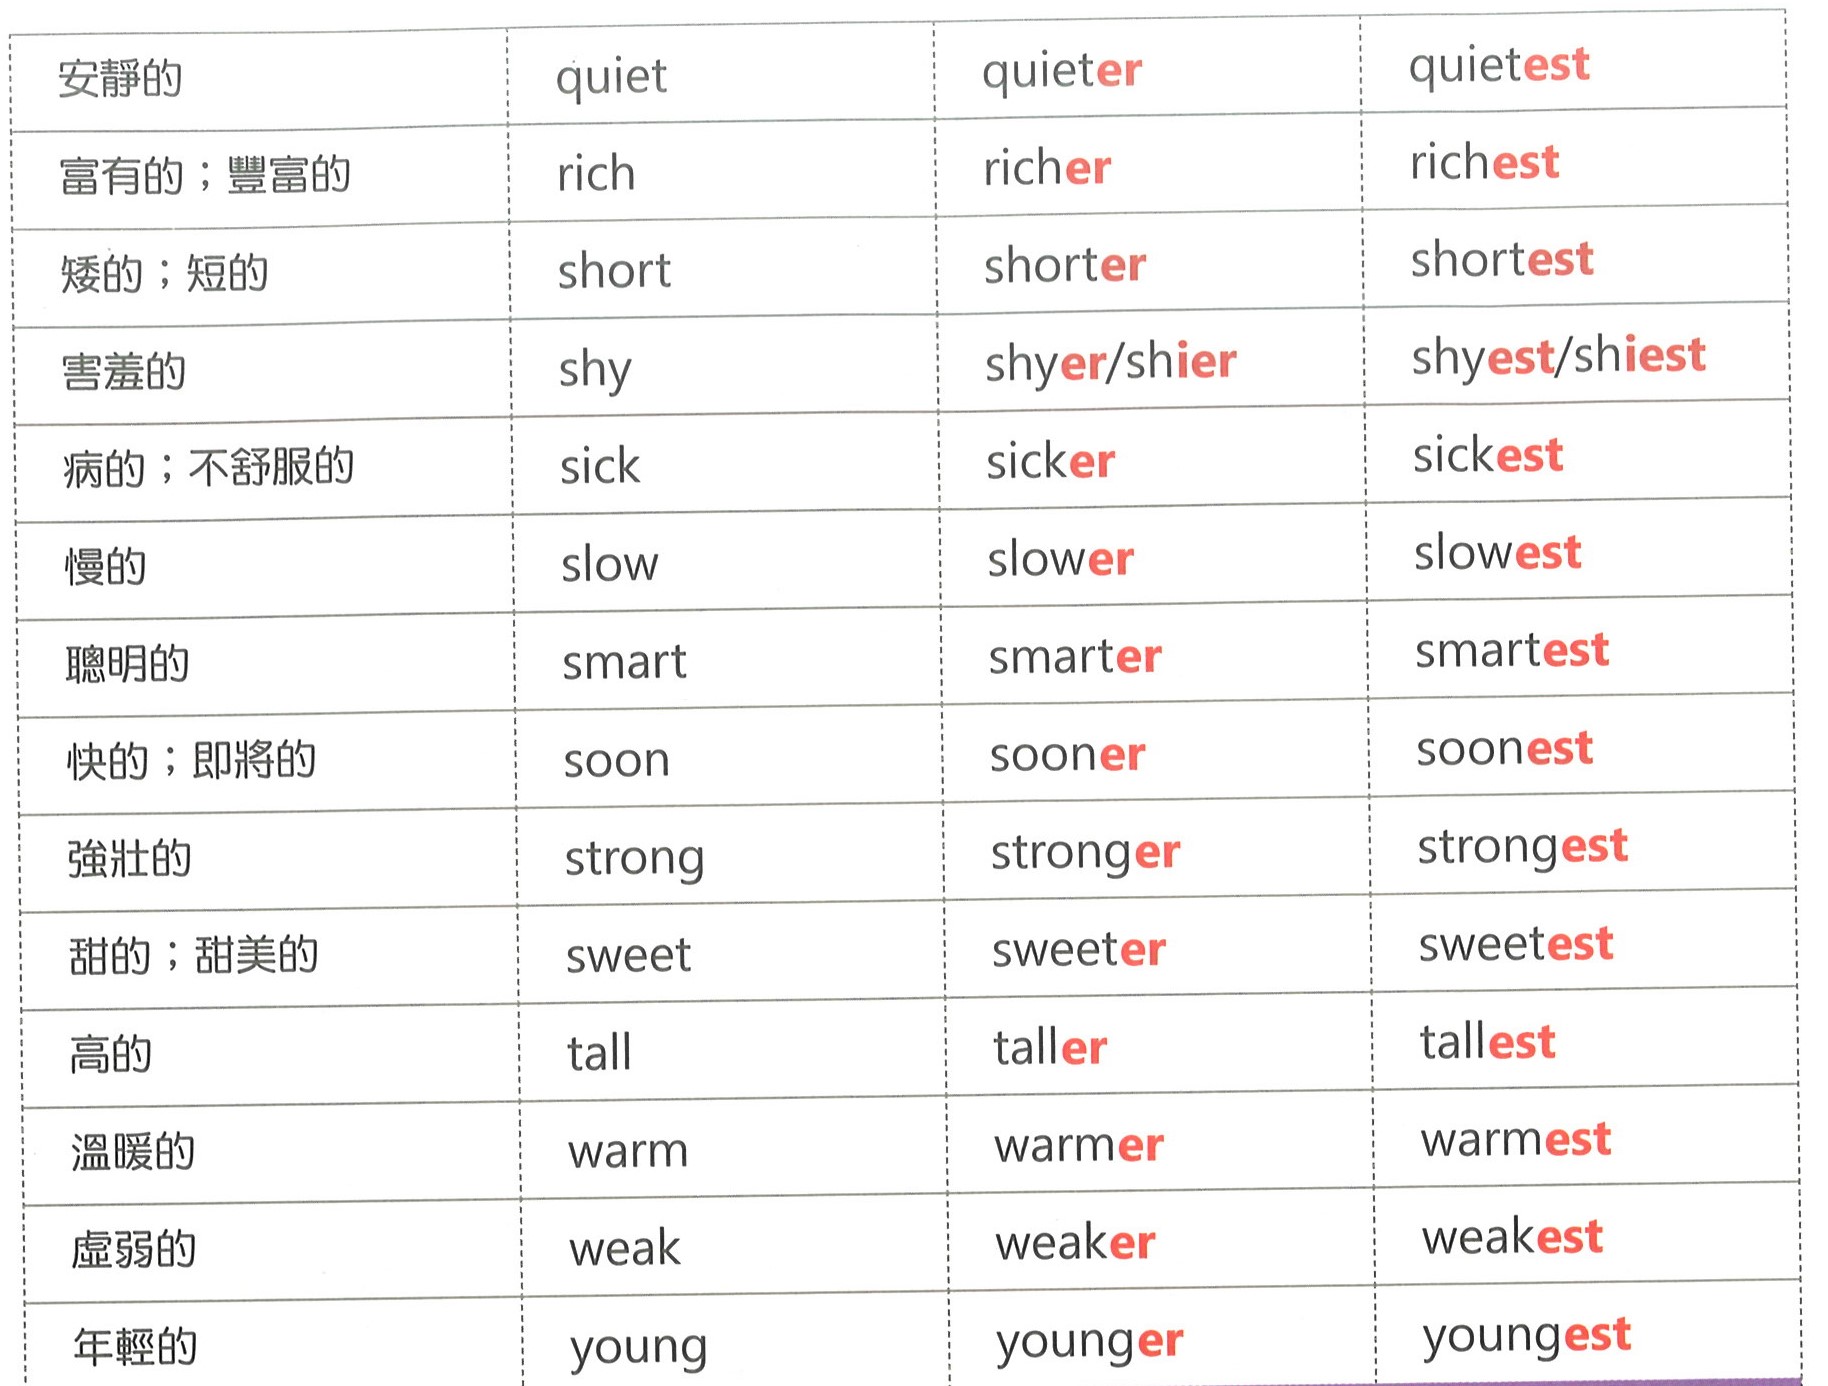 安靜的 quiet quieter quietest
富有的；豐富的 rich richer richest
矮的；短的 short shorter shortest
害羞的 shy shyer/shier shyest/shiest
病的；不舒服的 sick sicker sickest
慢的 slow slower slowest
聰明的 smart smarter smartest
快的；即將的 soon sooner soonest
強壯的 strong stronger strongest
甜的；甜美的 sweet sweeter sweetest
高的 tall taller tallest
溫暖的 warm warmer warmest
虛弱的 weak weaker weakest
年輕的 young younger youngest